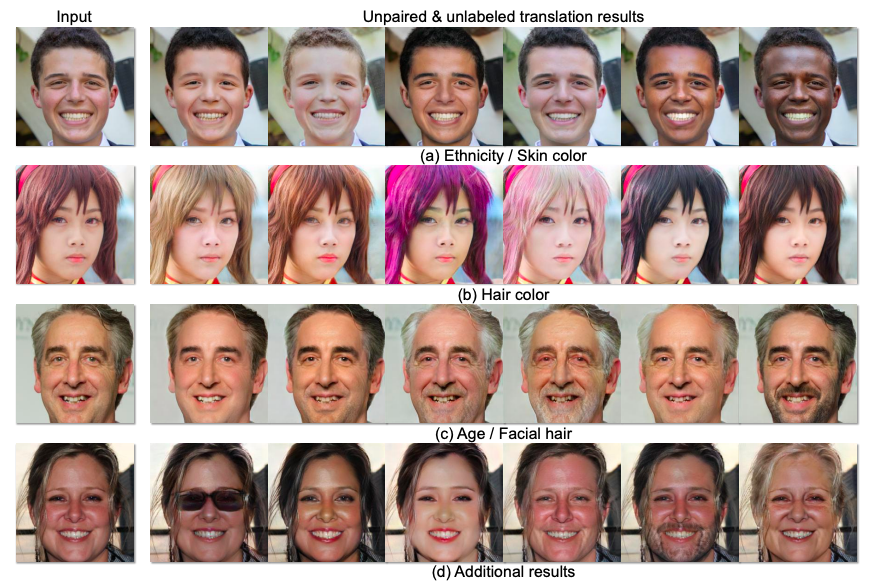 Input
Unpaired & unlabeled translation results
(a) Ethnicity / Skin color
(b) Hair color
(c) Age / Facial hair
(d) Additional results